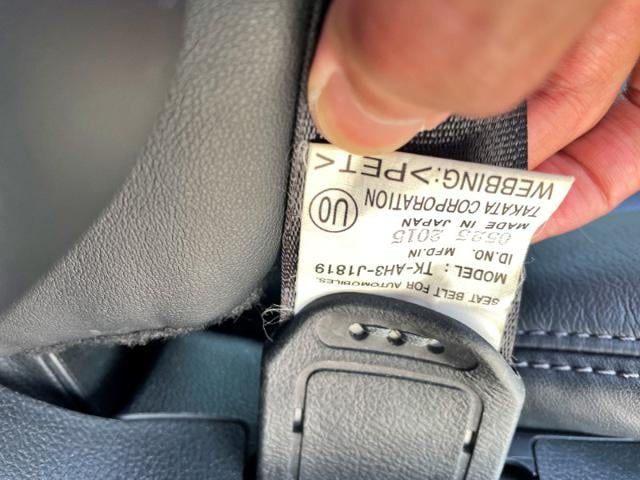 SEAT BELT FOR AUTOMOBILES.
MODEL : TK-AH3-J1819
ID.NO. MFD.IN
0525 2015
MADE IN JAPAN
TAKATA CORPORATION
UO
WEBBING:>PET<